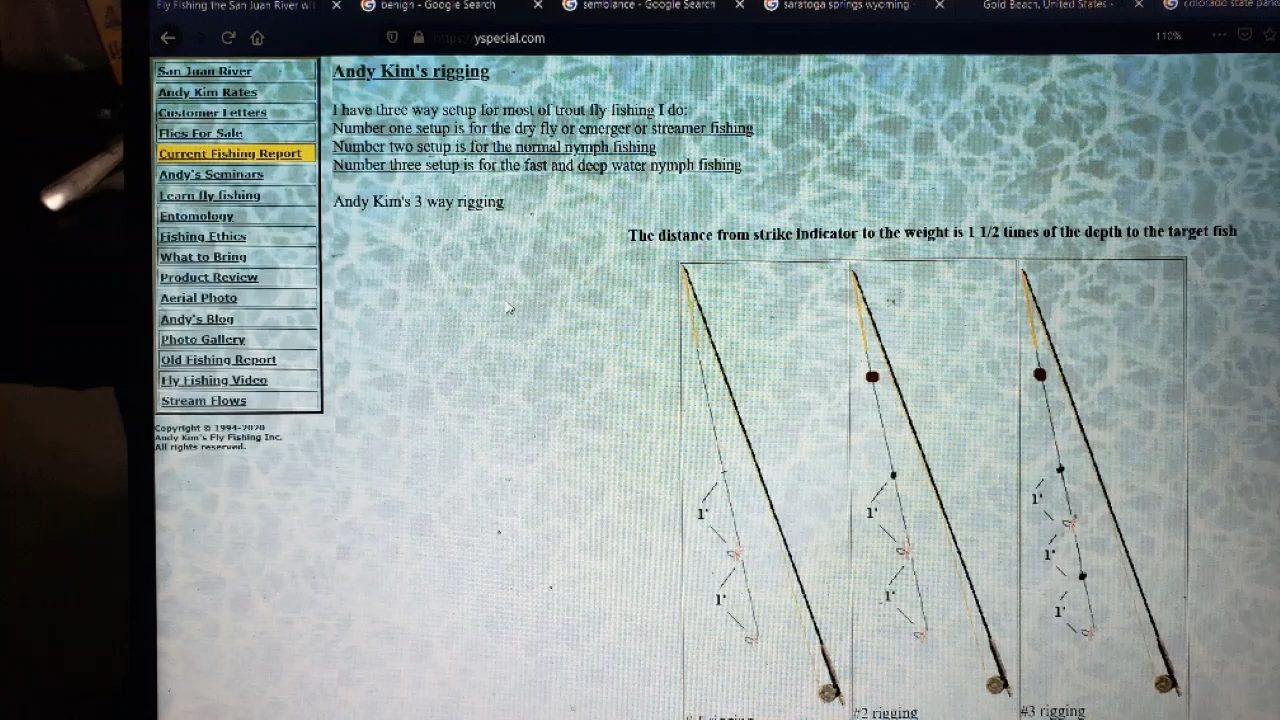 Fly Fishing the San Juan River wi
benign - Google Search
semblance - Google Search
saratoga springs wyoming
Gold Beach, United States -
colorado state park
https://yspecial.com
110%
San Juan River
Andy Kim Rates
Customer Letters
Flies For Sale
Current Fishing Report
Andy's Seminars
Learn fly fishing
Entomology
Fishing Ethics
What to Bring
Product Review
Aerial Photo
Andy's Blog
Photo Gallery
Old Fishing Report
Fly Fishing Video
Stream Flows
Copyright © 1994-2020
Andy Kim's Fly Fishing Inc.
All rights reserved.
Andy Kim's rigging
I have three way setup for most of trout fly fishing I do:
Number one setup is for the dry fly or emerger or streamer fishing
Number two setup is for the normal nymph fishing
Number three setup is for the fast and deep water nymph fishing
Andy Kim's 3 way rigging
The distance from strike indicator to the weight is 1 1/2 times of the depth to the target fish
1'
1'
1'
1'
1'
1'
1'
rigging
#2 rigging
#3 rigging